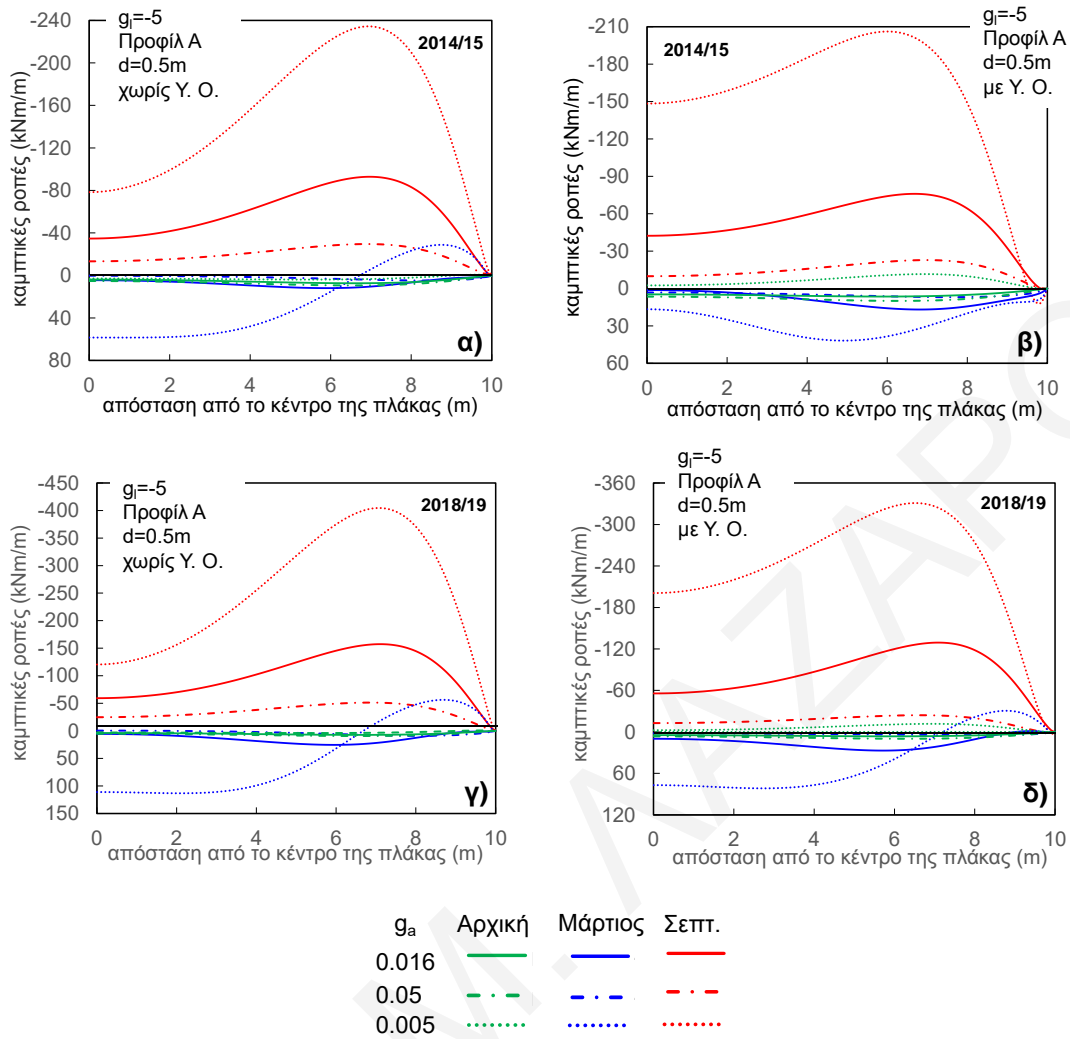 καμπτικές ροπές (kNm/m)
-240
-200
-160
-120
-80
-40
0
40
80
g_l=-5
Προφίλ Α
d=0.5m
χωρίς Υ. Ο.
2014/15
α)
0 2 4 6 8 10
απόσταση από το κέντρο της πλάκας (m)
καμπτικές ροπές (kNm/m)
-210
-180
-150
-120
-90
-60
-30
0
30
60
2014/15
g_l=-5
Προφίλ Α
d=0.5m
με Υ. Ο.
β)
0 2 4 6 8 10
απόσταση από το κέντρο της πλάκας (m)
καμπτικές ροπές (kNm/m)
-450
-400
-350
-300
-250
-200
-150
-100
-50
0
50
100
150
g_l=-5
Προφίλ Α
d=0.5m
χωρίς Υ. Ο.
2018/19
γ)
0 2 4 6 8 10
απόσταση από το κέντρο της πλάκας (m)
καμπτικές ροπές (kNm/m)
-360
-300
-240
-180
-120
-60
0
60
120
g_l=-5
Προφίλ Α
d=0.5m
με Υ. Ο.
2018/19
δ)
0 2 4 6 8 10
απόσταση από το κέντρο της πλάκας (m)
g_a Αρχική Μάρτιος Σεπτ.
0.016
0.05
0.005